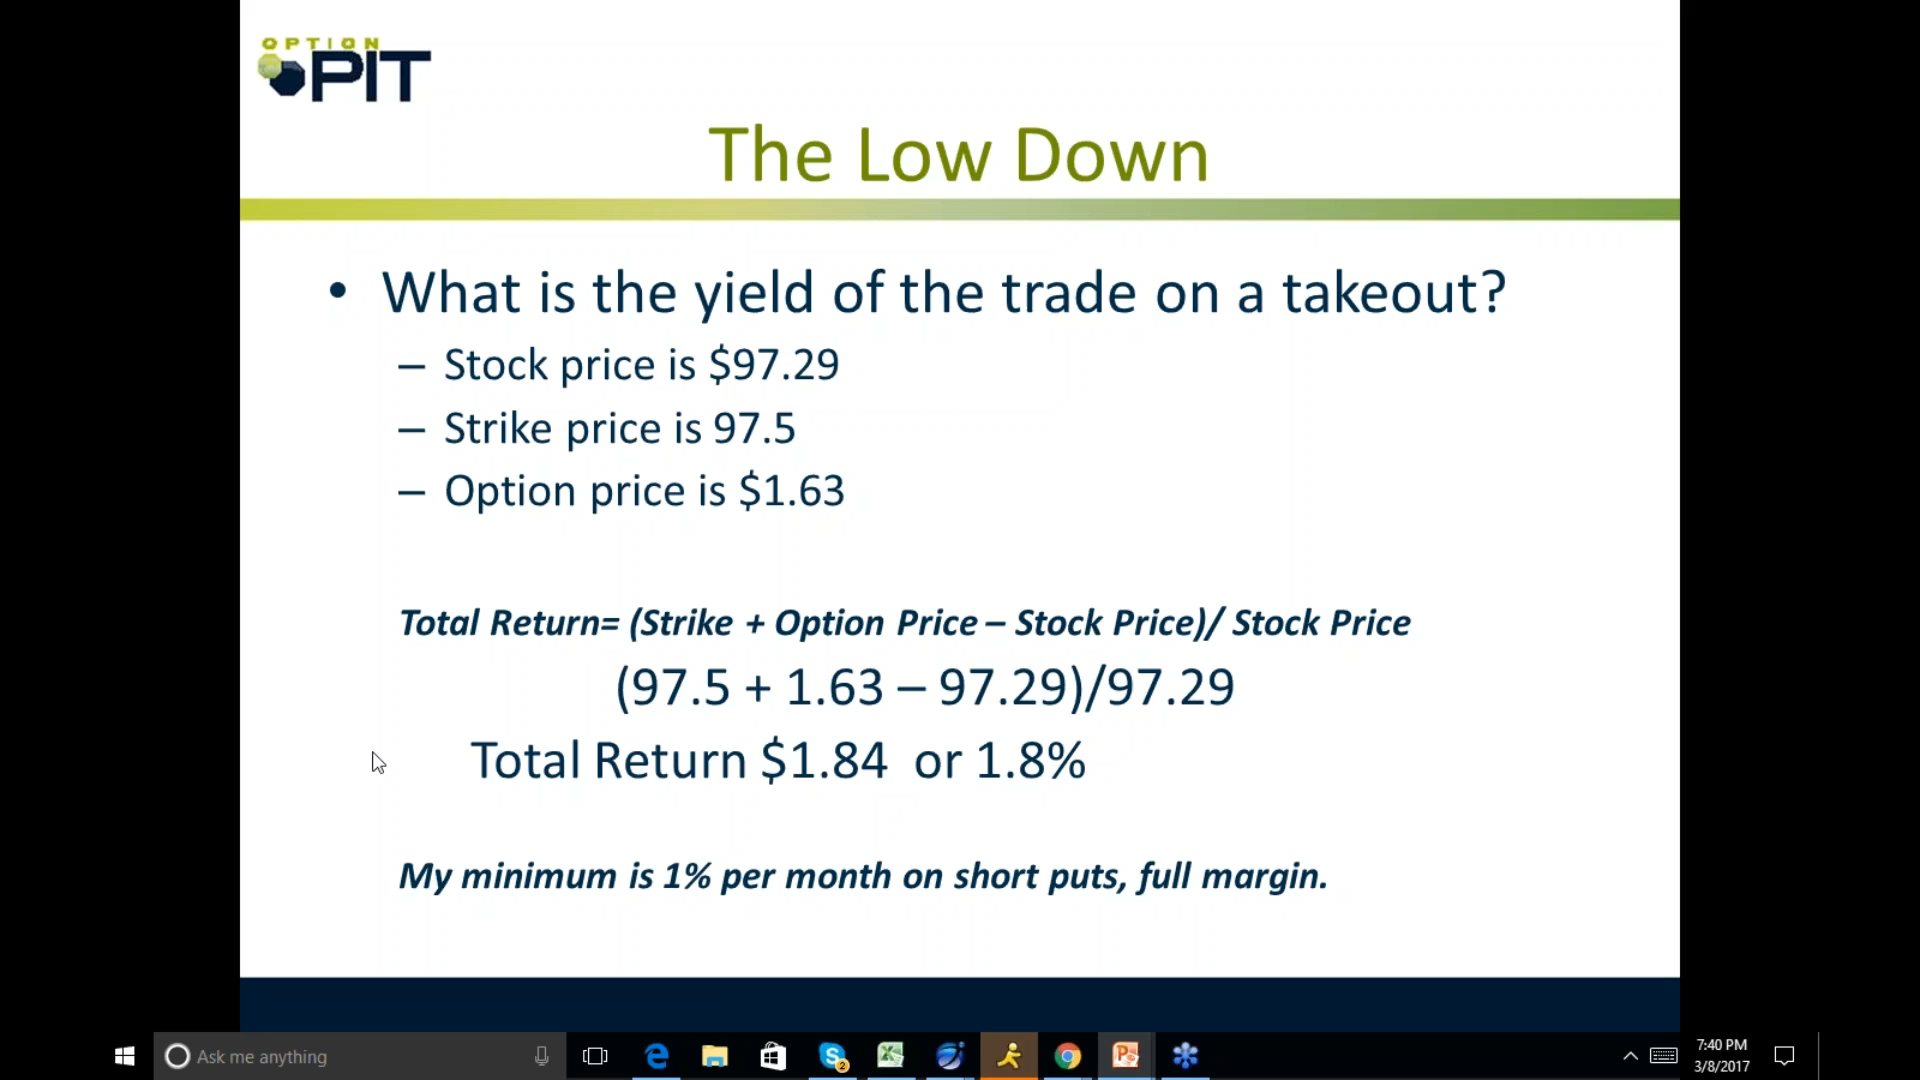 OPTION
PIT
The Low Down
• What is the yield of the trade on a takeout?
– Stock price is $97.29
– Strike price is 97.5
– Option price is $1.63
Total Return= (Strike + Option Price – Stock Price)/ Stock Price
(97.5 + 1.63 – 97.29)/97.29
Total Return $1.84 or 1.8%
My minimum is 1% per month on short puts, full margin.
Ask me anything
2
7:40 PM
3/8/2017